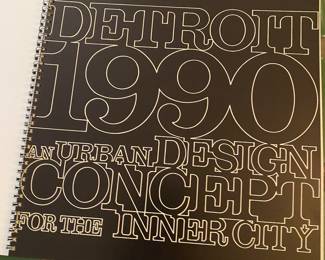 DETROIT
1990
AN URBAN DESIGN
CONCEPT
FOR THE INNER CITY